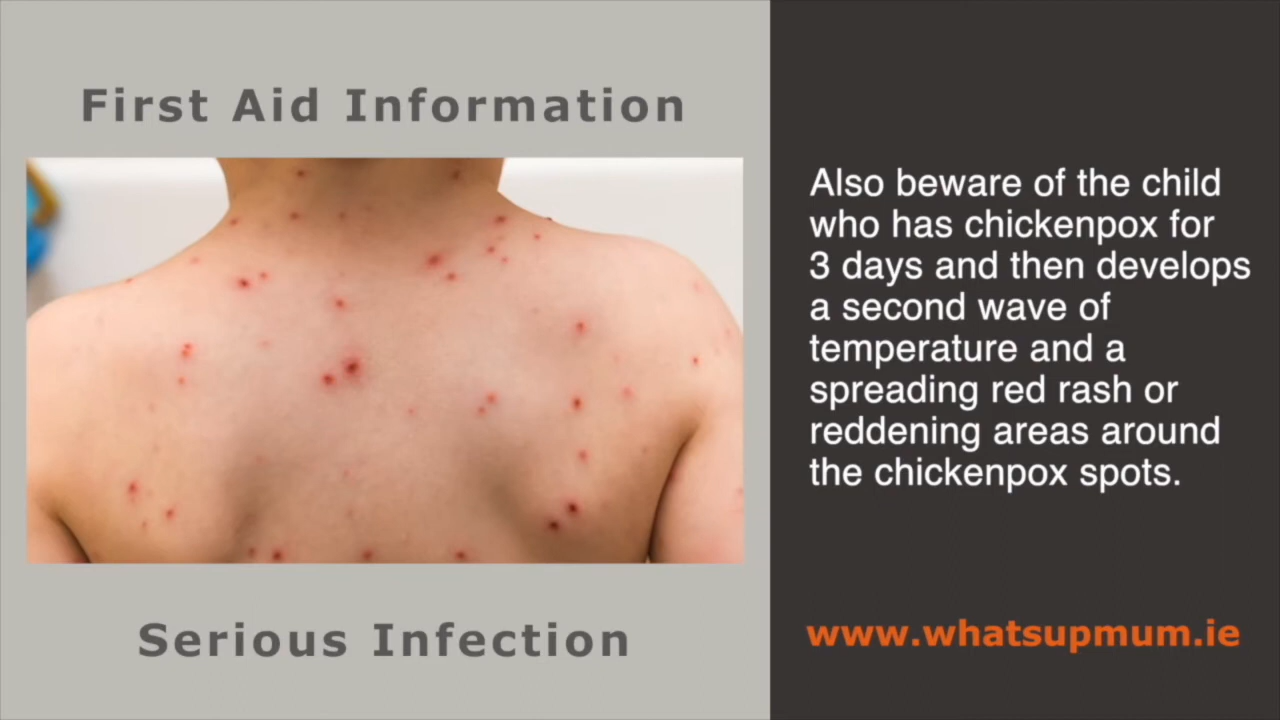 First Aid Information
Serious Infection
Also beware of the child
who has chickenpox for
3 days and then develops
a second wave of
temperature and a
spreading red rash or
reddening areas around
the chickenpox spots.
www.whatsupmum.ie